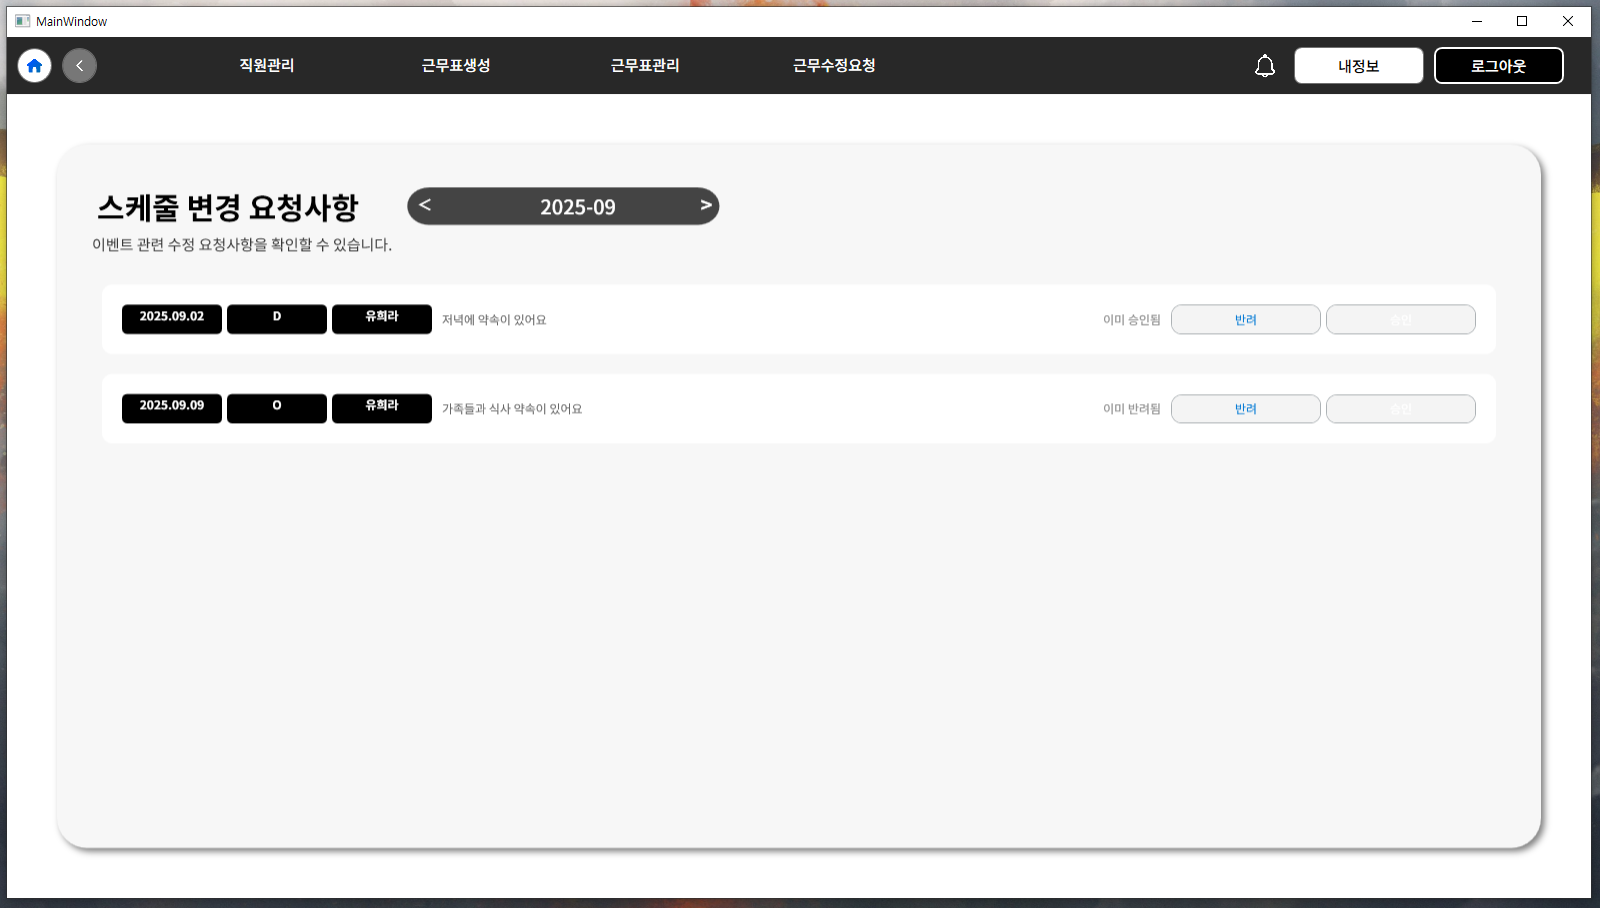 MainWindow
직원관리 근무표생성 근무표관리 근무수정요청 내정보 로그아웃
스케줄 변경 요청사항 < 2025-09 >
이벤트 관련 수정 요청사항을 확인할 수 있습니다.
2025.09.02 D 유희라 저녁에 약속이 있어요 이미 승인됨 반려 승인
2025.09.09 O 유희라 가족들과 식사 약속이 있어요 이미 반려됨 반려 승인